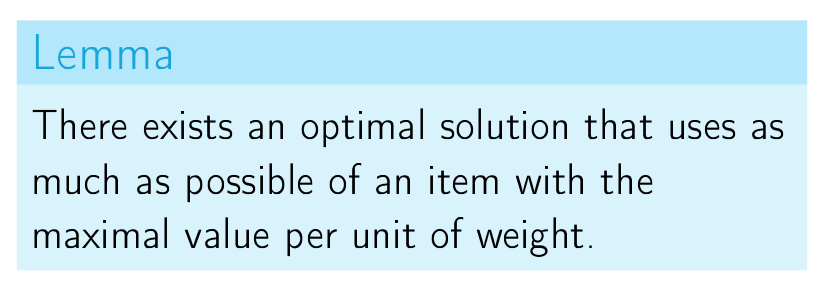 Lemma
There exists an optimal solution that uses as
much as possible of an item with the
maximal value per unit of weight.